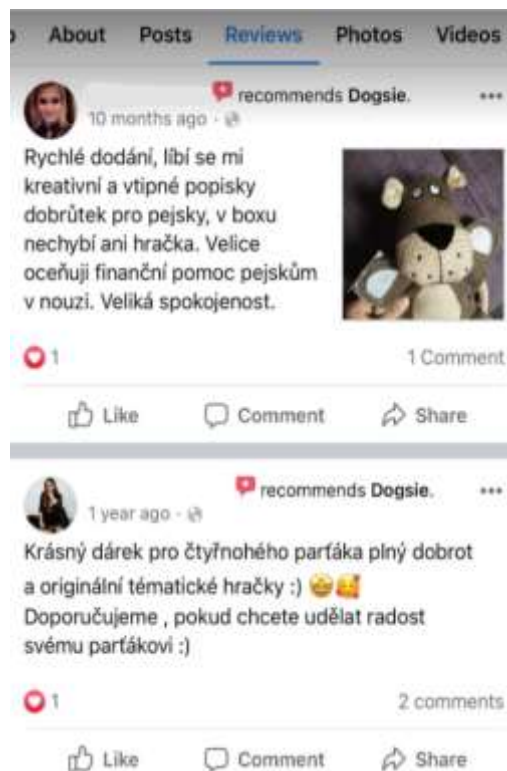 About Posts Reviews Photos Videos
recommends Dogsie.
10 months ago
Rychlé dodání, líbí se mi
kreativní a vtipné popisky
dobrůtek pro pejsky, v boxu
nechybí ani hračka. Velice
oceňuji finanční pomoc pejskům
v nouzi. Veliká spokojenost.
1
1 Comment
Like Comment Share
recommends Dogsie.
1 year ago
Krásný dárek pro čtyřnohého parťáka plný dobrot
a originální tématické hračky :) 🤩🥰
Doporučujeme , pokud chcete udělat radost
svému parťákovi :)
1
2 comments
Like Comment Share